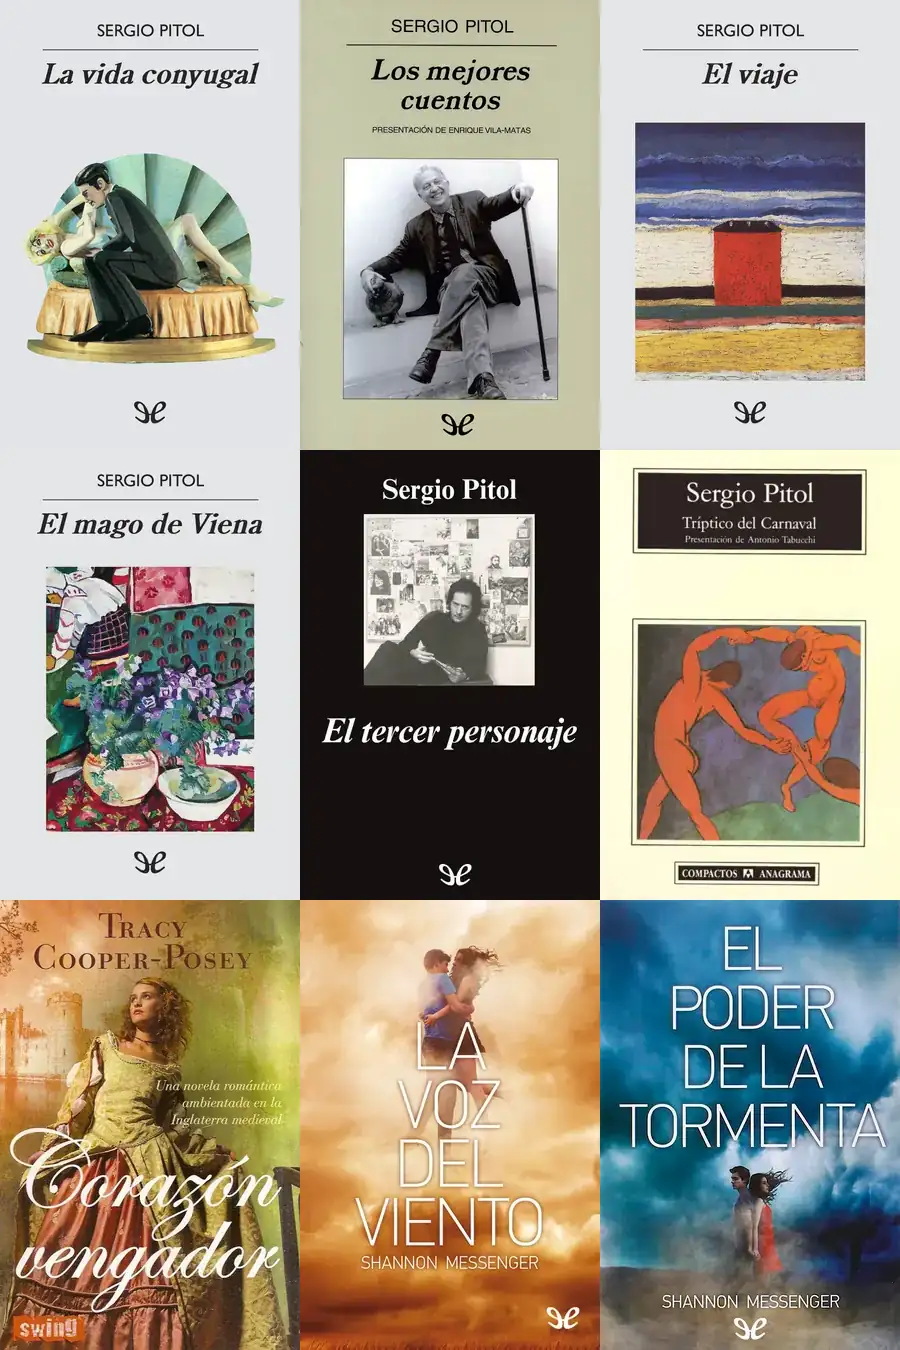 SERGIO PITOL
La vida conyugal
SERGIO PITOL
Los mejores
cuentos
PRESENTACIÓN DE ENRIQUE VILA-MATAS
SERGIO PITOL
El viaje
SERGIO PITOL
El mago de Viena
Sergio Pitol
El tercer personaje
Sergio Pitol
Tríptico del Carnaval
Presentación de Antonio Tabucchi
COMPACTOS ANAGRAMA
TRACY
COOPER-POSEY
Una novela romántica
ambientada en la
Inglaterra medieval
Corazón
vengador
swing
LA
VOZ
DEL
VIENTO
SHANNON MESSENGER
EL
PODER
DE LA
TORMENTA
SHANNON MESSENGER